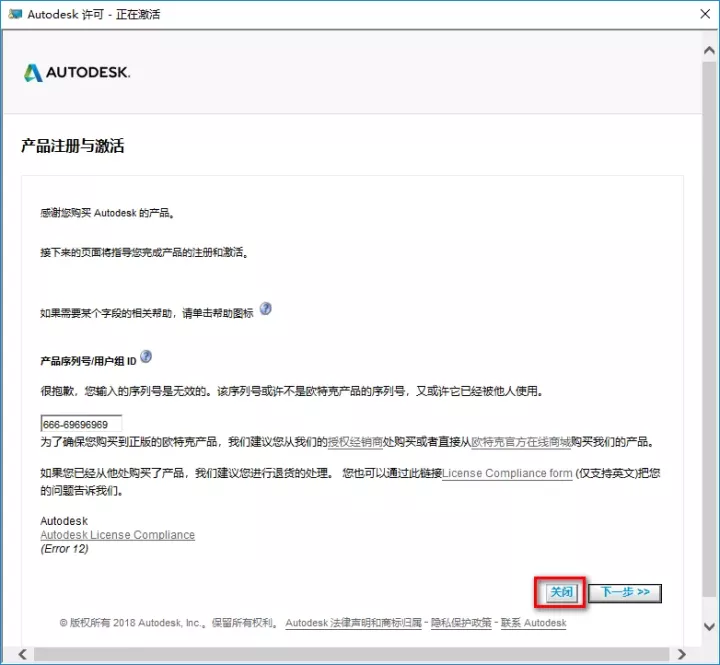 Autodesk 许可 - 正在激活
AUTODESK.
产品注册与激活
感谢您购买 Autodesk 的产品。
接下来的页面将指导您完成产品的注册和激活。
如果需要某个字段的相关帮助，请单击帮助图标
产品序列号/用户组 ID
很抱歉，您输入的序列号是无效的。该序列号或许不是欧特克产品的序列号，又或许它已经被他人使用。
666-69696969
为了确保您购买到正版的欧特克产品，我们建议您从我们的授权经销商处购买或者直接从欧特克官方在线商城购买我们的产品。
如果您已经从他处购买了产品，我们建议您进行退货的处理。 您也可以通过此链接License Compliance form (仅支持英文)把您
的问题告诉我们。
Autodesk
Autodesk License Compliance
(Error 12)
关闭 下一步 >>
© 版权所有 2018 Autodesk, Inc.。保留所有权利。 Autodesk 法律声明和商标归属 - 隐私保护政策 - 联系 Autodesk